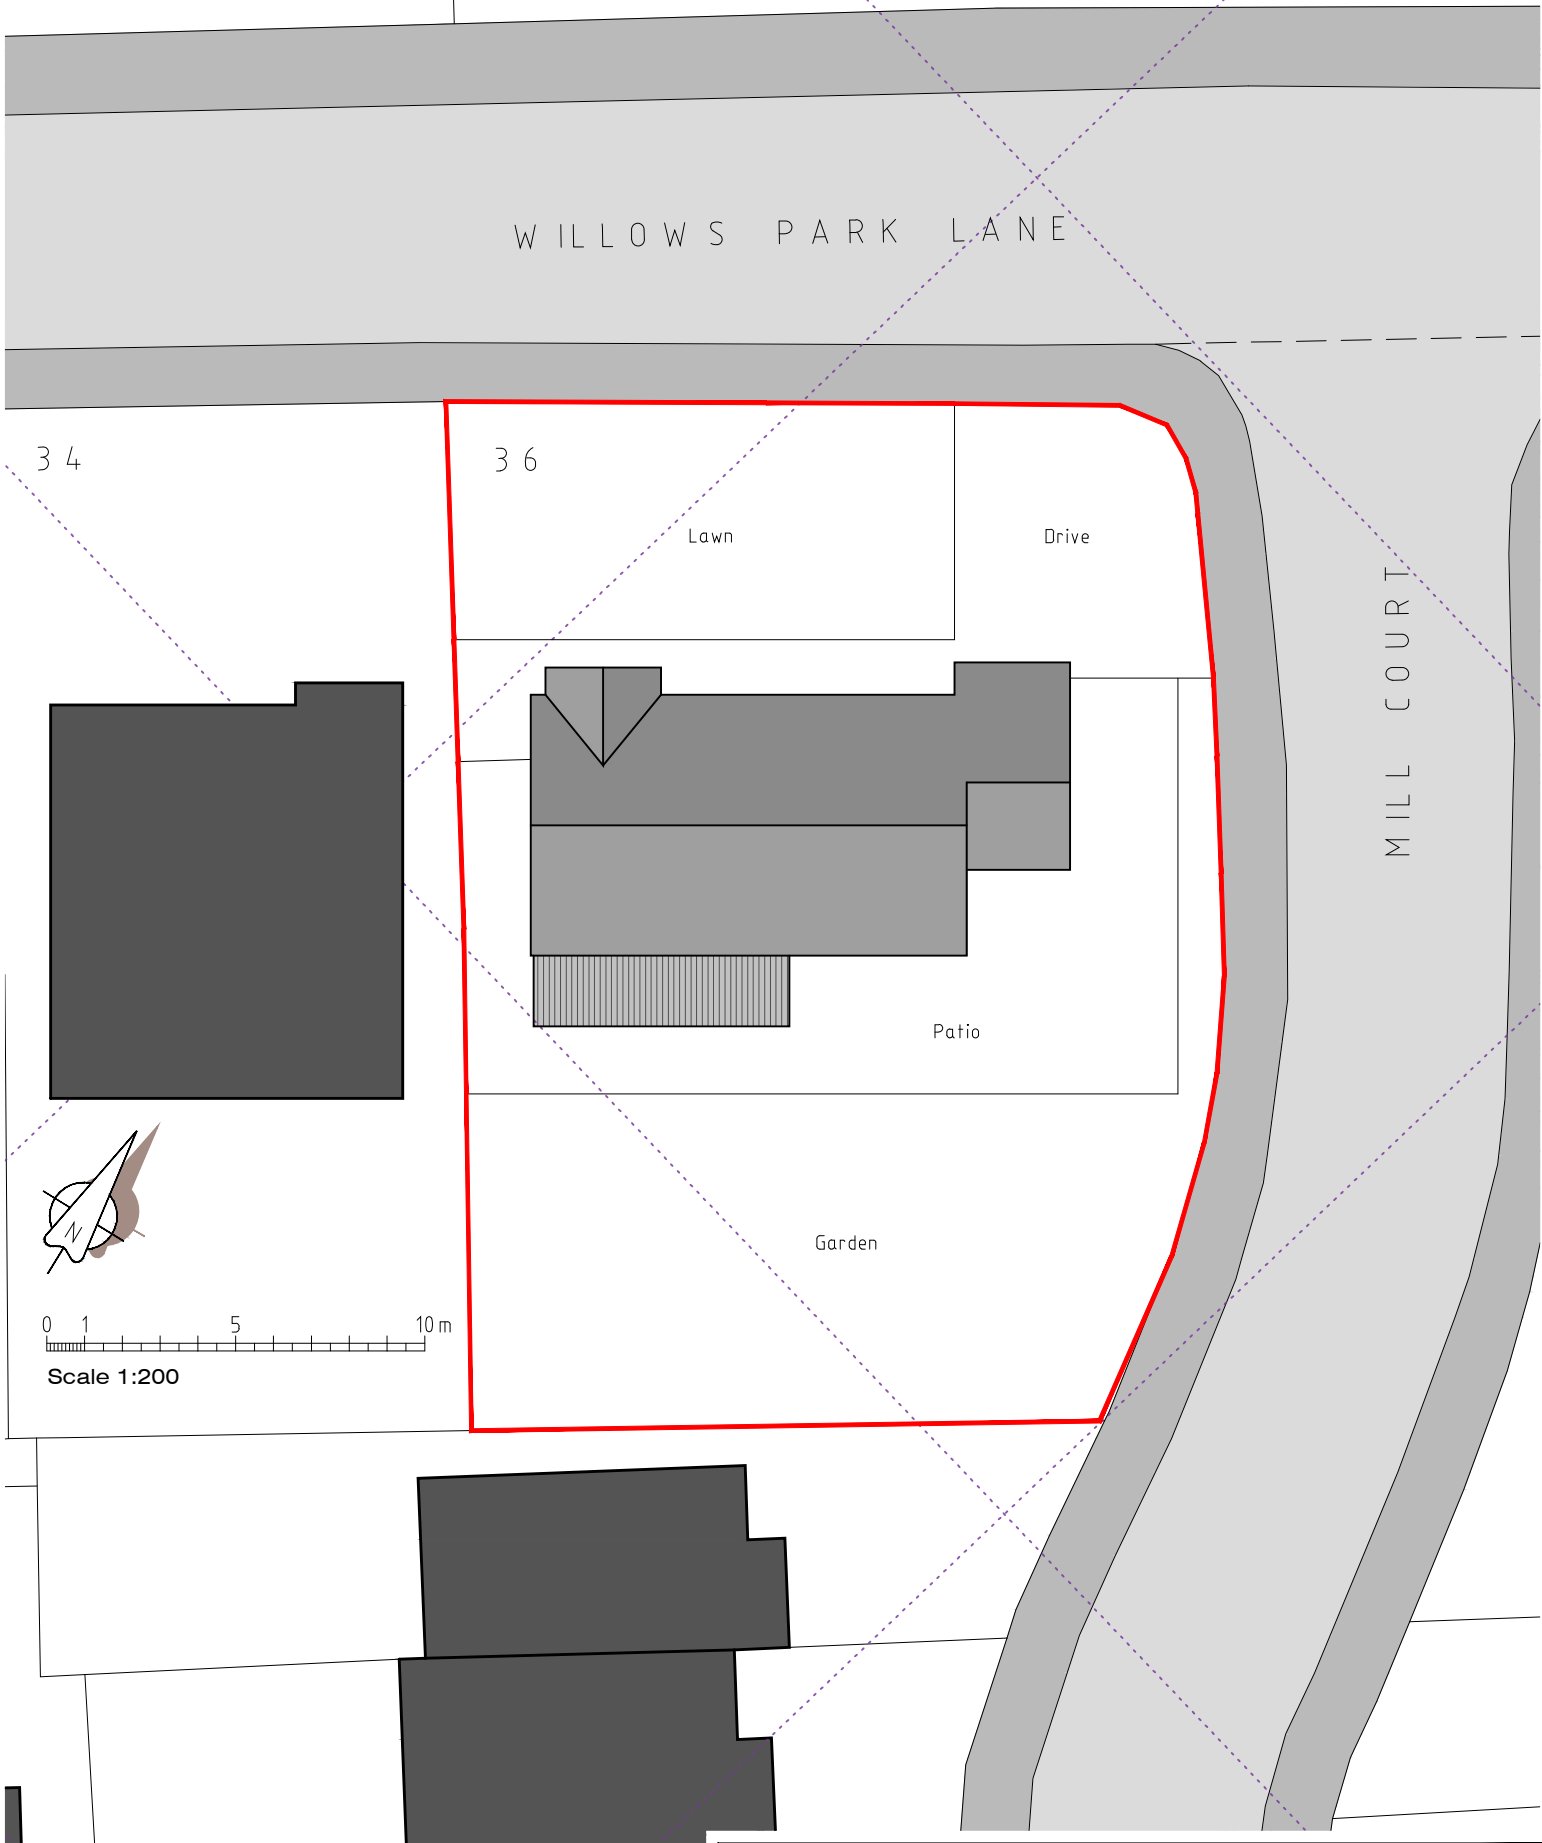 WILLOWS PARK LANE
34
36
Lawn
Drive
MILL COURT
Patio
N
Garden
0 1 5 10 m
Scale 1:200